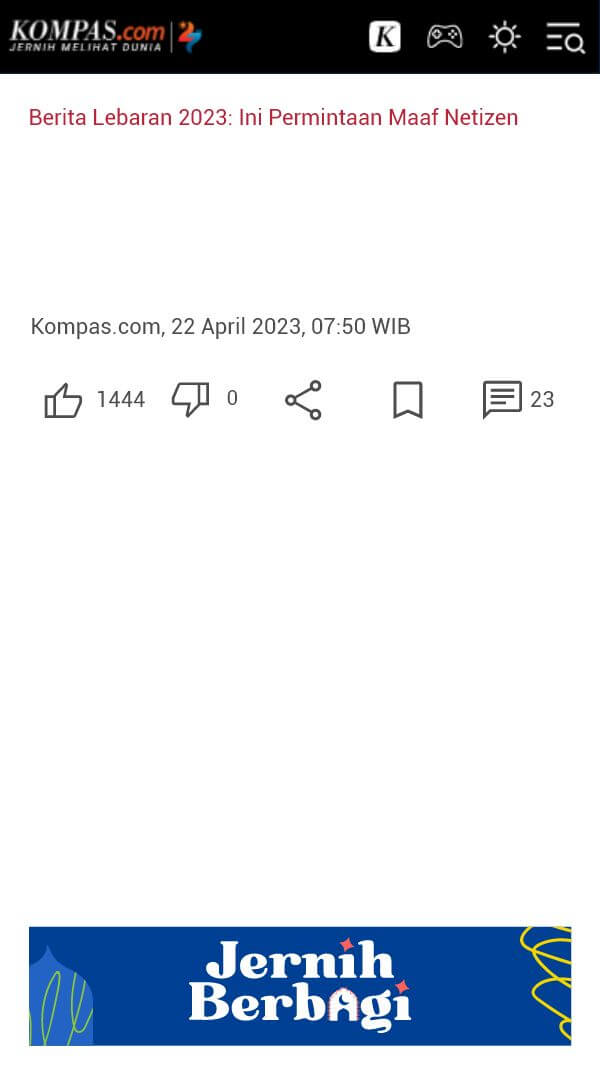 KOMPAS.com
JERNIH MELIHAT DUNIA
K
Berita Lebaran 2023: Ini Permintaan Maaf Netizen
Kompas.com, 22 April 2023, 07:50 WIB
1444 0 23
Jernih
Berbagi